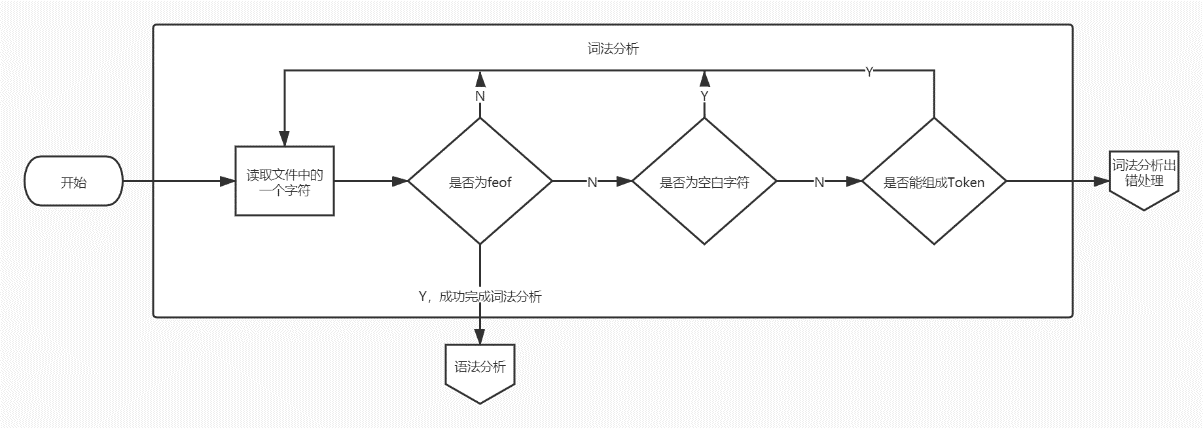 词法分析
Y
N
Y
开始
读取文件中的
一个字符
是否为feof
N
是否为空白字符
N
是否能组成Token
词法分析出
错处理
Y，成功完成词法分析
语法分析